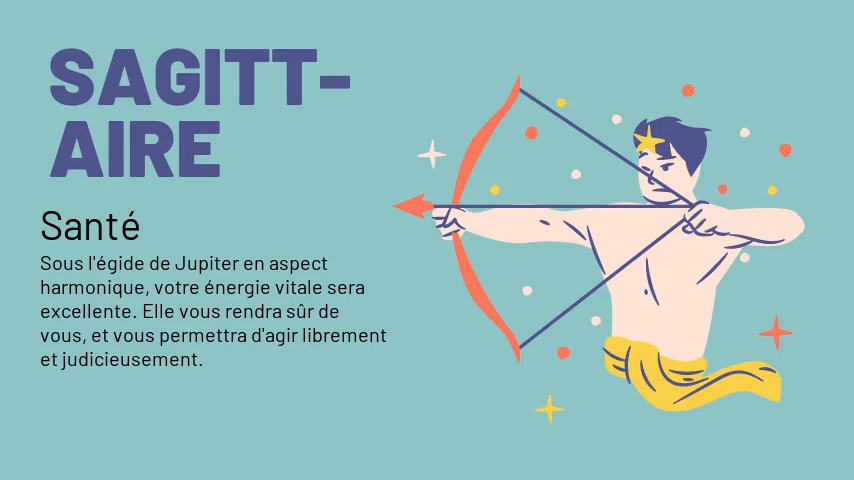 SAGITT-
AIRE
Santé
Sous l'égide de Jupiter en aspect
harmonique, votre énergie vitale sera
excellente. Elle vous rendra sûr de
vous, et vous permettra d'agir librement
et judicieusement.